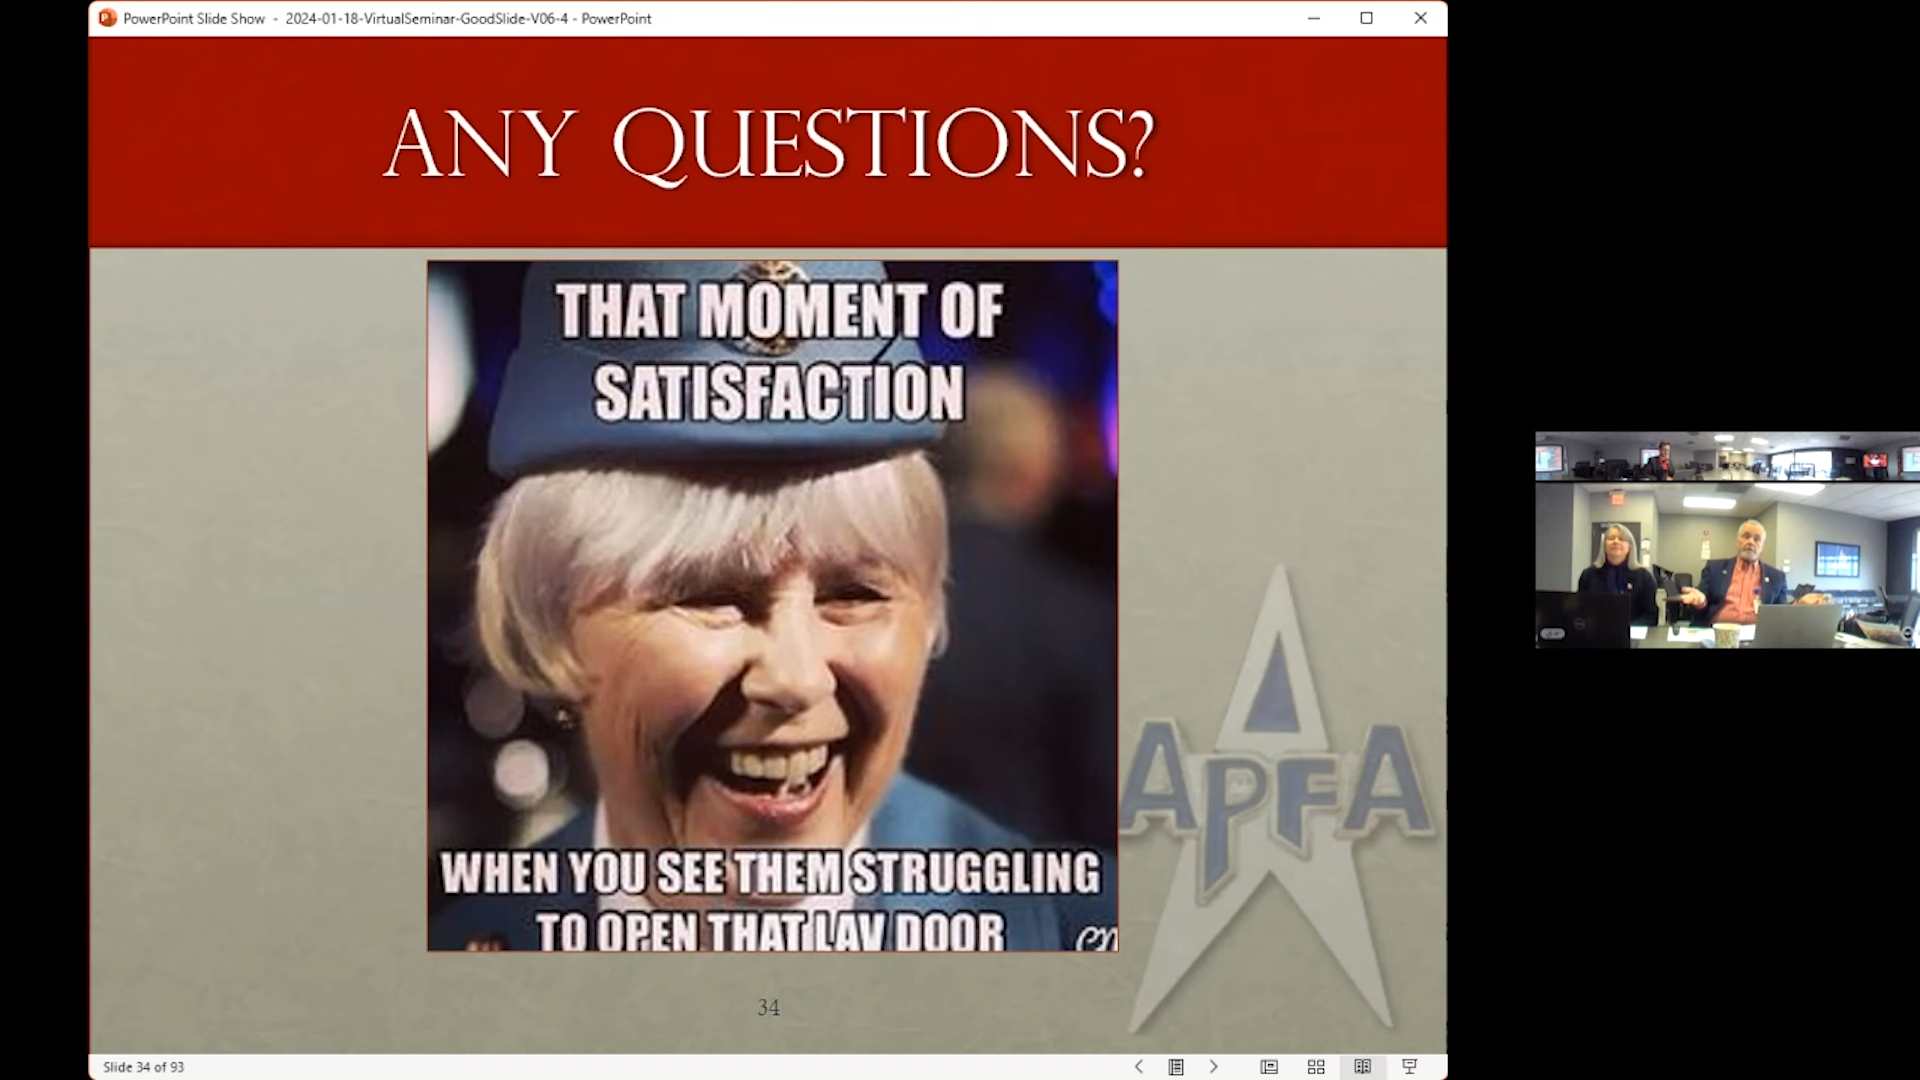 PowerPoint Slide Show - 2024-01-18-VirtualSeminar-GoodSlide-V06-4 - PowerPoint
ANY QUESTIONS?
THAT MOMENT OF
SATISFACTION
WHEN YOU SEE THEM STRUGGLING
TO OPEN THAT LAV DOOR
APFA
34
Slide 34 of 93